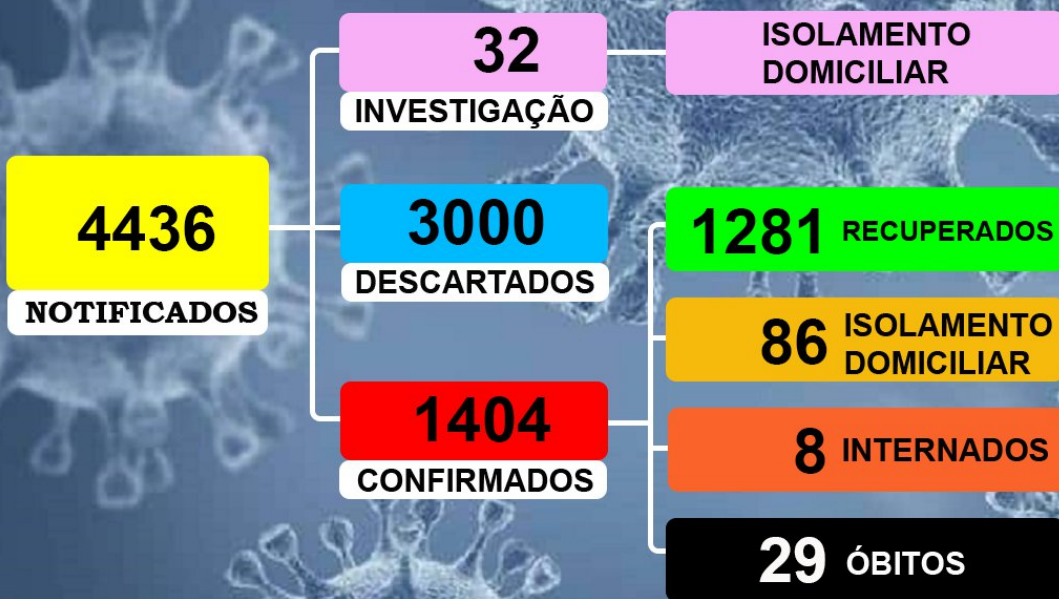 4436
NOTIFICADOS
32
INVESTIGAÇÃO
ISOLAMENTO
DOMICILIAR
3000
DESCARTADOS
1404
CONFIRMADOS
1281 RECUPERADOS
86 ISOLAMENTO
DOMICILIAR
8 INTERNADOS
29 ÓBITOS